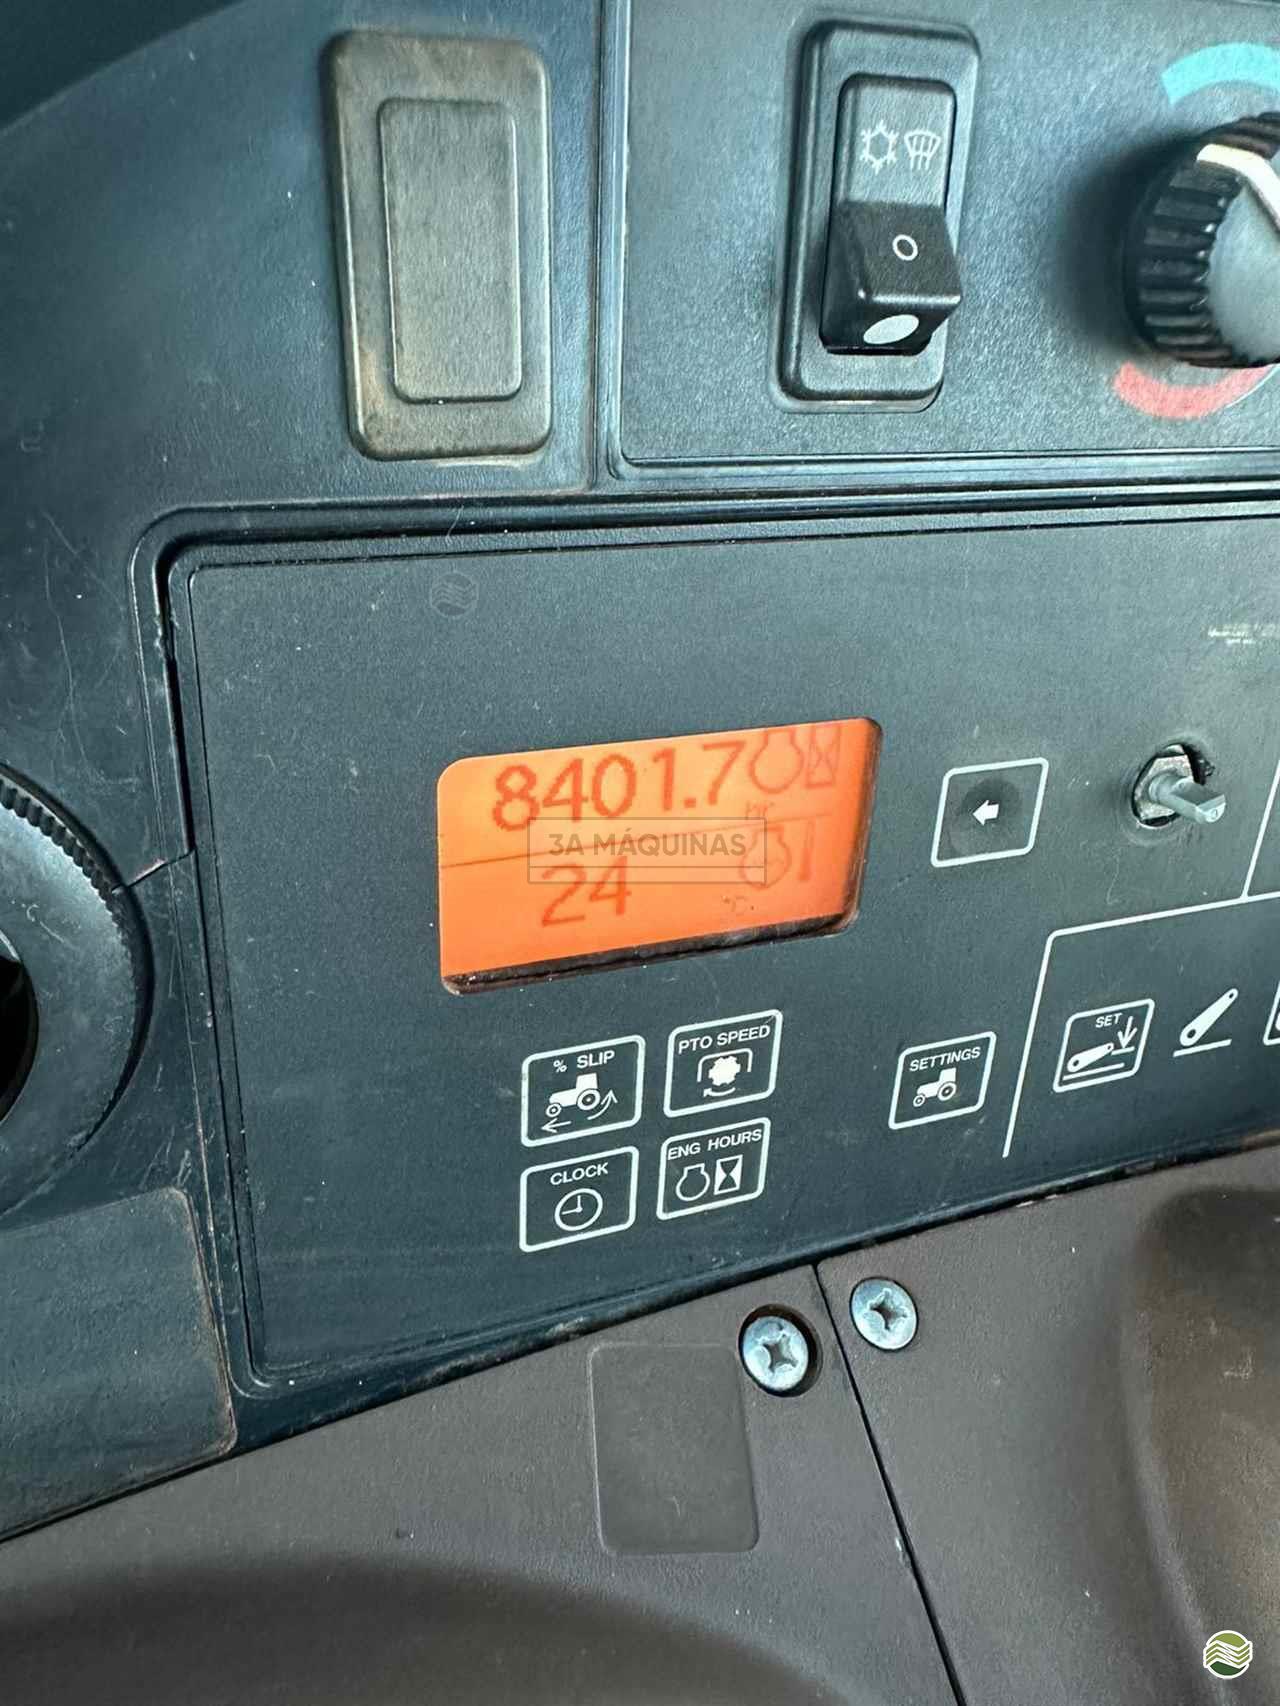 8401.7
hr
3A MÁQUINAS
24
°C
% SLIP
PTO SPEED
SETTINGS
SET
CLOCK
ENG HOURS